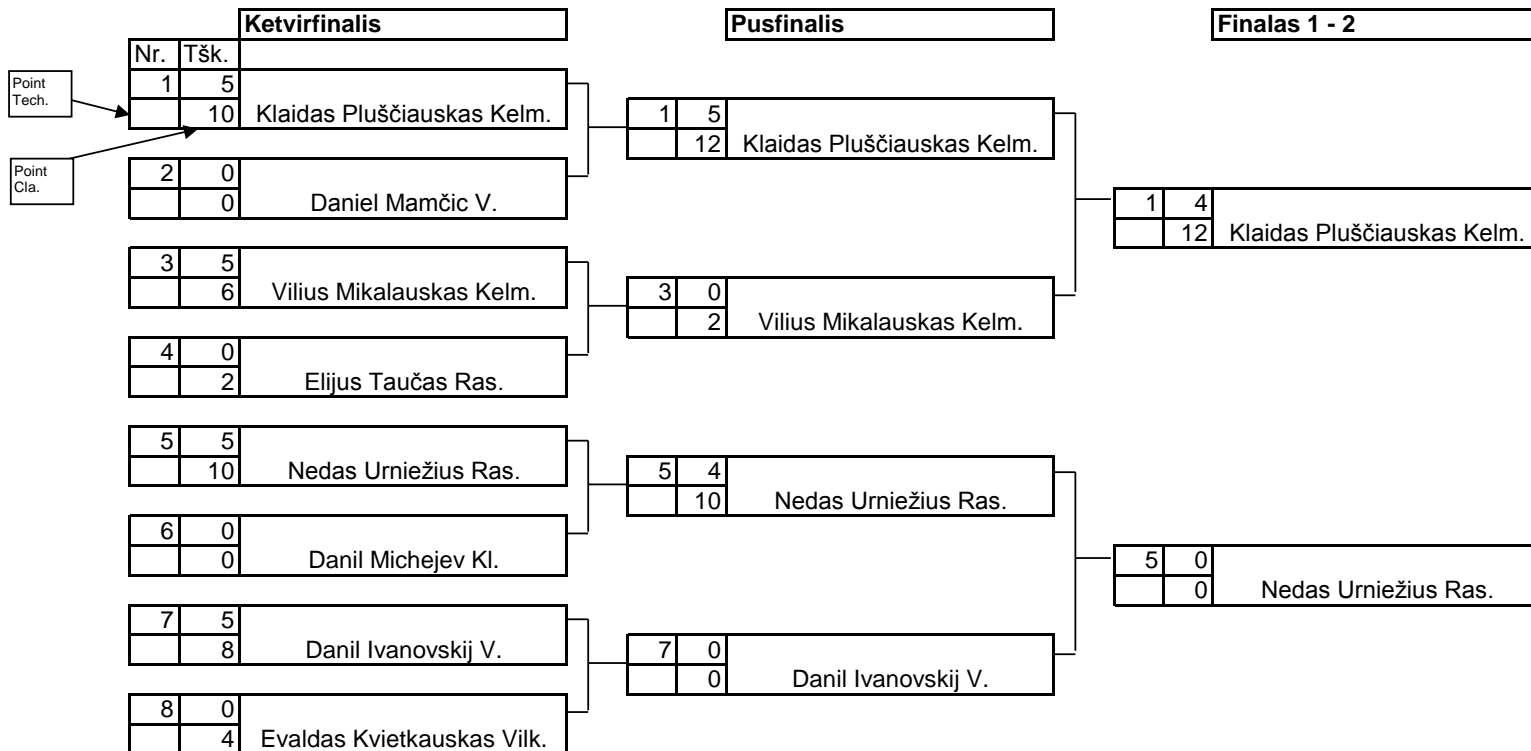 Ketvirfinalis Pusfinalis Finalas 1 - 2
Nr. Tšk.
Point
Tech.
1 5
10 Klaidas Pluščiauskas Kelm.
Point
Cla.
2 0
0 Daniel Mamčic V.
3 5
6 Vilius Mikalauskas Kelm.
4 0
2 Elijus Taučas Ras.
5 5
10 Nedas Urniežius Ras.
6 0
0 Danil Michejev Kl.
7 5
8 Danil Ivanovskij V.
8 0
4 Evaldas Kvietkauskas Vilk.
1 5
12 Klaidas Pluščiauskas Kelm.
3 0
2 Vilius Mikalauskas Kelm.
5 4
10 Nedas Urniežius Ras.
7 0
0 Danil Ivanovskij V.
1 4
12 Klaidas Pluščiauskas Kelm.
5 0
0 Nedas Urniežius Ras.